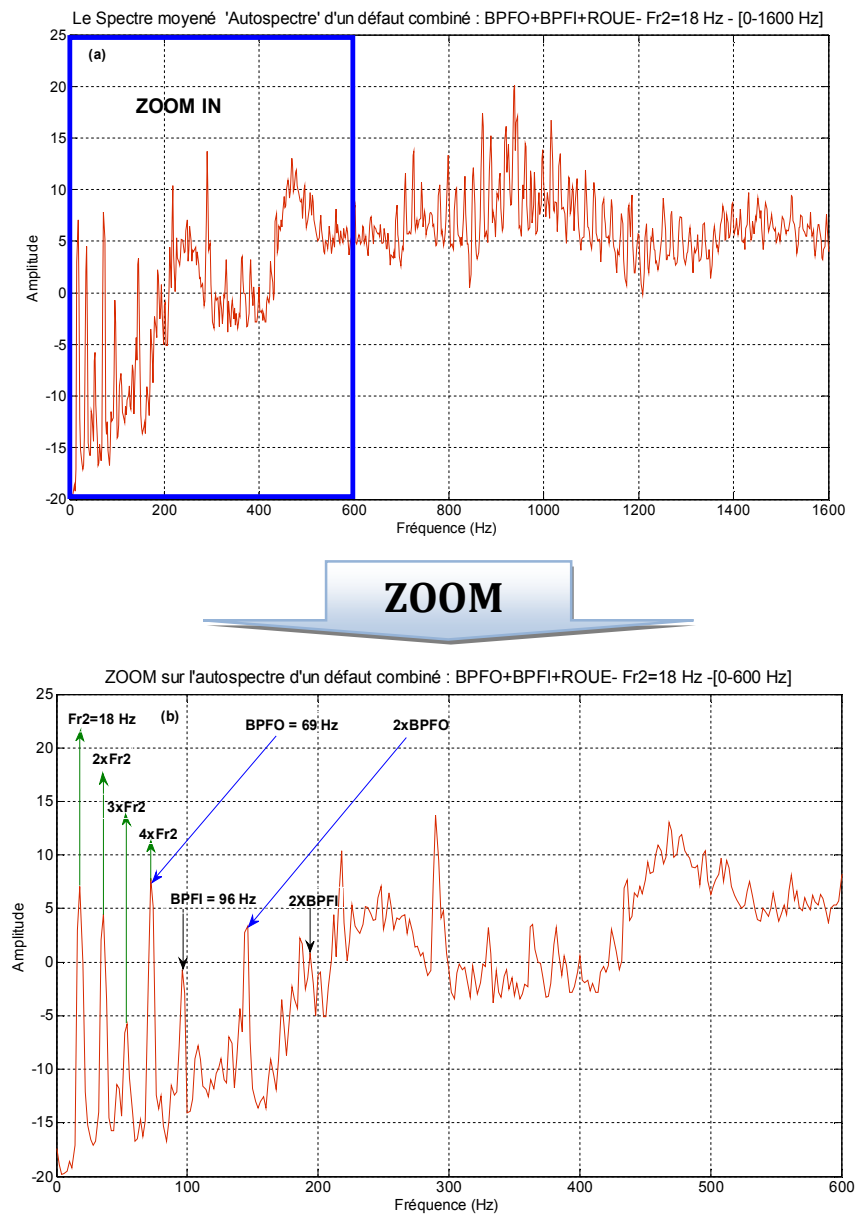 Le Spectre moyené 'Autospectre' d'un défaut combiné : BPFO+BPFI+ROUE- Fr2=18 Hz - [0-1600 Hz]
25
(a)
20
ZOOM IN
15
10
5
0
-5
-10
-15
-20
Amplitude
0 200 400 600 800 1000 1200 1400 1600
Fréquence (Hz)
ZOOM
ZOOM sur l'autospectre d'un défaut combiné : BPFO+BPFI+ROUE- Fr2=18 Hz -[0-600 Hz]
25
Fr2=18 Hz (b) BPFO = 69 Hz 2xBPFO
20
2xFr2
15
3xFr2
4xFr2
10
BPFI = 96 Hz 2XBPFI
5
0
-5
-10
-15
-20
Amplitude
0 100 200 300 400 500 600
Fréquence (Hz)